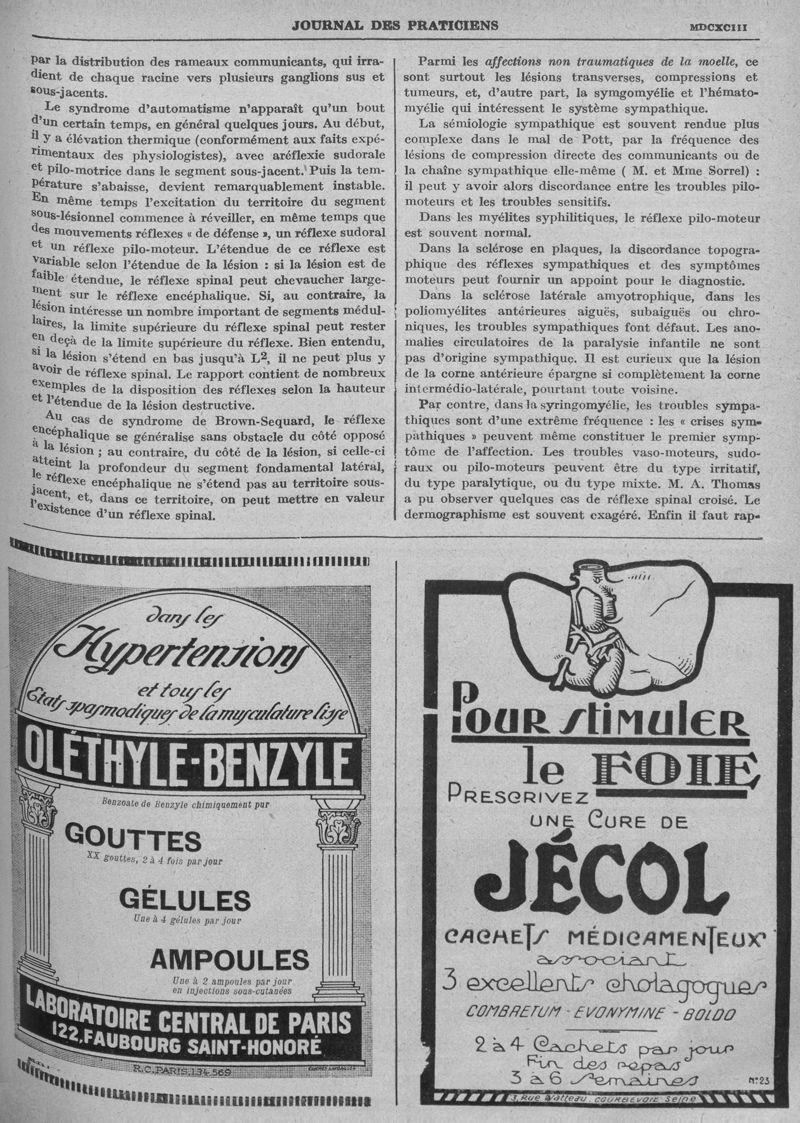 JOURNAL DES PRATICIENS
MDCXCIII
par la distribution des rameaux communicants, qui irra-
dient de chaque racine vers plusieurs ganglions sus et
sous-jacents.
Le syndrome d'automatisme n'apparaît qu'un bout
d'un certain temps, en général quelques jours. Au début,
il y a élévation thermique (conformément aux faits expé-
rimentaux des physiologistes), avec aréflexie sudorale
et pilo-motrice dans le segment sous-jacent. Puis la tem-
pérature s'abaisse, devient remarquablement instable.
En même temps l'excitation du territoire du segment
sous-lésionnel commence à réveiller, en même temps que
des mouvements réflexes « de défense », un réflexe sudoral
et un réflexe pilo-moteur. L'étendue de ce réflexe est
variable selon l'étendue de la lésion : si la lésion est de
faible étendue, le réflexe spinal peut chevaucher large-
ment sur le réflexe encéphalique. Si, au contraire, la
lésion intéresse un nombre important de segments médul-
laires, la limite supérieure du réflexe spinal peut rester
en deçà de la limite supérieure du réflexe. Bien entendu,
si la lésion s'étend en bas jusqu'à L², il ne peut plus y
avoir de réflexe spinal. Le rapport contient de nombreux
exemples de la disposition des réflexes selon la hauteur
et l'étendue de la lésion destructive.
Au cas de syndrome de Brown-Sequard, le réflexe
encéphalique se généralise sans obstacle du côté opposé
à la lésion ; au contraire, du côté de la lésion, si celle-ci
atteint la profondeur du segment fondamental latéral,
le réflexe encéphalique ne s'étend pas au territoire sous-
jacent, et, dans ce territoire, on peut mettre en valeur
l'existence d'un réflexe spinal.
Parmi les affections non traumatiques de la moelle, ce
sont surtout les lésions transverses, compressions et
tumeurs, et, d'autre part, la symgomyélie et l'hémato-
myélie qui intéressent le système sympathique.
La sémiologie sympathique est souvent rendue plus
complexe dans le mal de Pott, par la fréquence des
lésions de compression directe des communicants ou de
la chaîne sympathique elle-même ( M. et Mme Sorrel) :
il peut y avoir alors discordance entre les troubles pilo-
moteurs et les troubles sensitifs.
Dans les myélites syphilitiques, le réflexe pilo-moteur
est souvent normal.
Dans la sclérose en plaques, la discordance topogra-
phique des réflexes sympathiques et des symptômes
moteurs peut fournir un appoint pour le diagnostic.
Dans la sclérose latérale amyotrophique, dans les
poliomyélites antérieures aiguës, subaiguës ou chro-
niques, les troubles sympathiques font défaut. Les ano-
malies circulatoires de la paralysie infantile ne sont
pas d'origine sympathique. Il est curieux que la lésion
de la corne antérieure épargne si complètement la corne
intermédio-latérale, pourtant toute voisine.
Par contre, dans la syringomyélie, les troubles sympa-
thiques sont d'une extrême fréquence : les « crises sym-
pathiques » peuvent même constituer le premier symp-
tôme de l'affection. Les troubles vaso-moteurs, sudo-
raux ou pilo-moteurs peuvent être du type irritatif,
du type paralytique, ou du type mixte. M. A. Thomas
a pu observer quelques cas de réflexe spinal croisé. Le
dermographisme est souvent exagéré. Enfin il faut rap-
dans les
Hypertensions
et tous les
États spasmodiques de la musculature lisse
OLÉTHYLE-BENZYLE
Benzoate de Benzyle chimiquement pur
GOUTTES
XX gouttes, 2 à 4 fois par jour
GÉLULES
Une à 4 gélules par jour
AMPOULES
Une à 2 ampoules par jour
en injections sous-cutanées
LABORATOIRE CENTRAL DE PARIS
122, FAUBOURG SAINT-HONORÉ
R.C. PARIS. 134-569
Pour stimuler
le FOIE
PRESCRIVEZ
UNE CURE DE
JÉCOL
CACHETS MÉDICAMENTEUX
associant
3 excellents cholagogues
COMBRETUM - EVONYMINE - BOLDO
2 à 4 Cachets par jour
Fin des repas
3 à 6 Semaines
N° 23
3, Rue Watteau. COURBEVOIE Seine